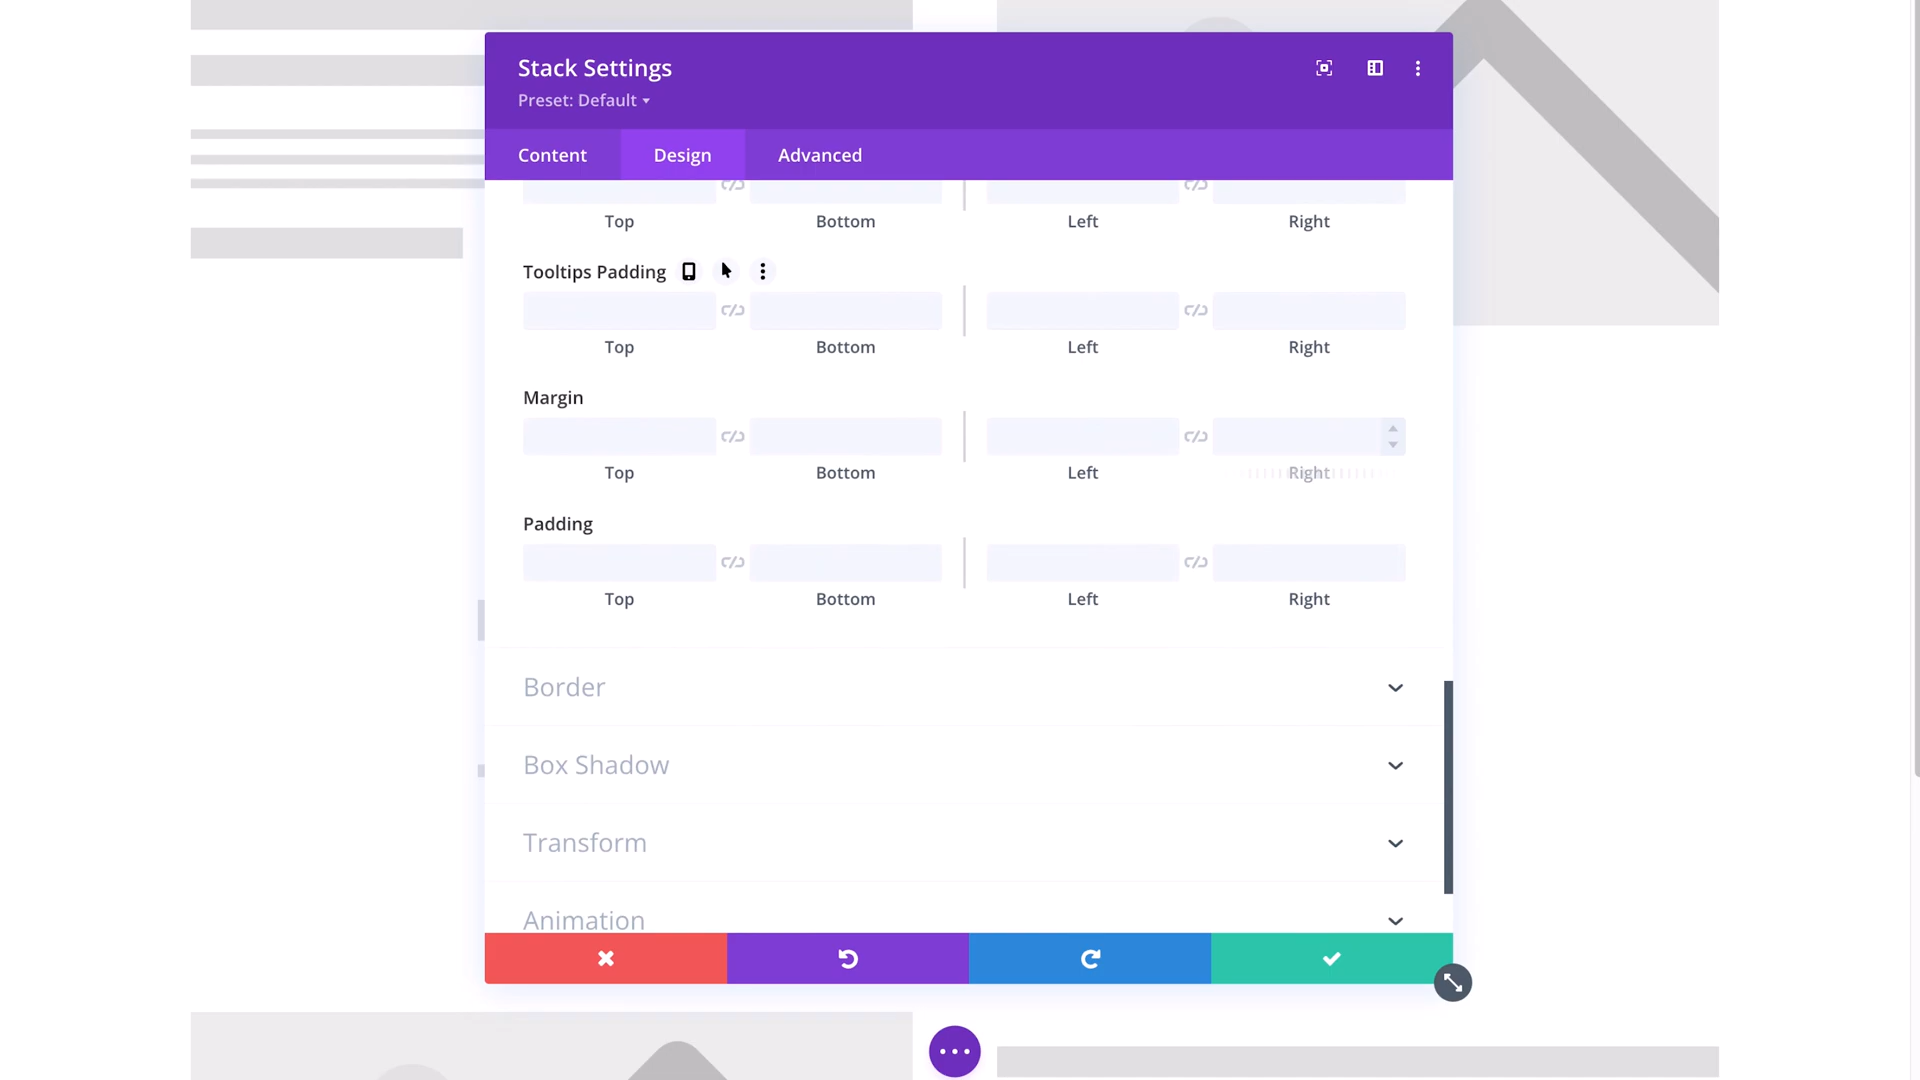 Stack Settings
Preset: Default
Content Design Advanced
Top Bottom Left Right
Tooltips Padding
Top Bottom Left Right
Margin
Top Bottom Left Right
Padding
Top Bottom Left Right
Border
Box Shadow
Transform
Animation